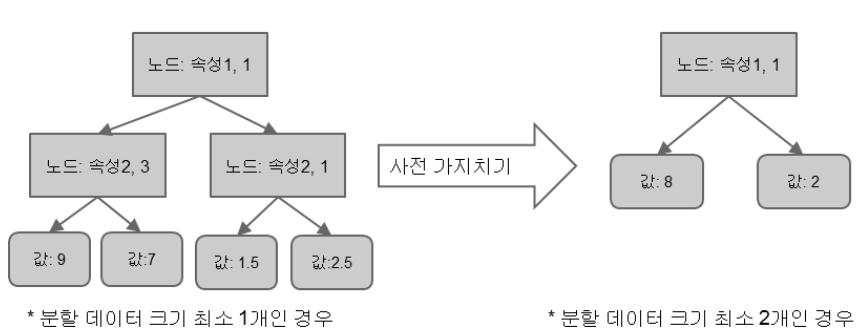 노드: 속성1, 1
노드: 속성1, 1
노드: 속성2, 3
노드: 속성2, 1
사전 가지치기
값: 8
값: 2
값: 9
값:7
값: 1.5
값:2.5
* 분할 데이터 크기 최소 1개인 경우
* 분할 데이터 크기 최소 2개인 경우